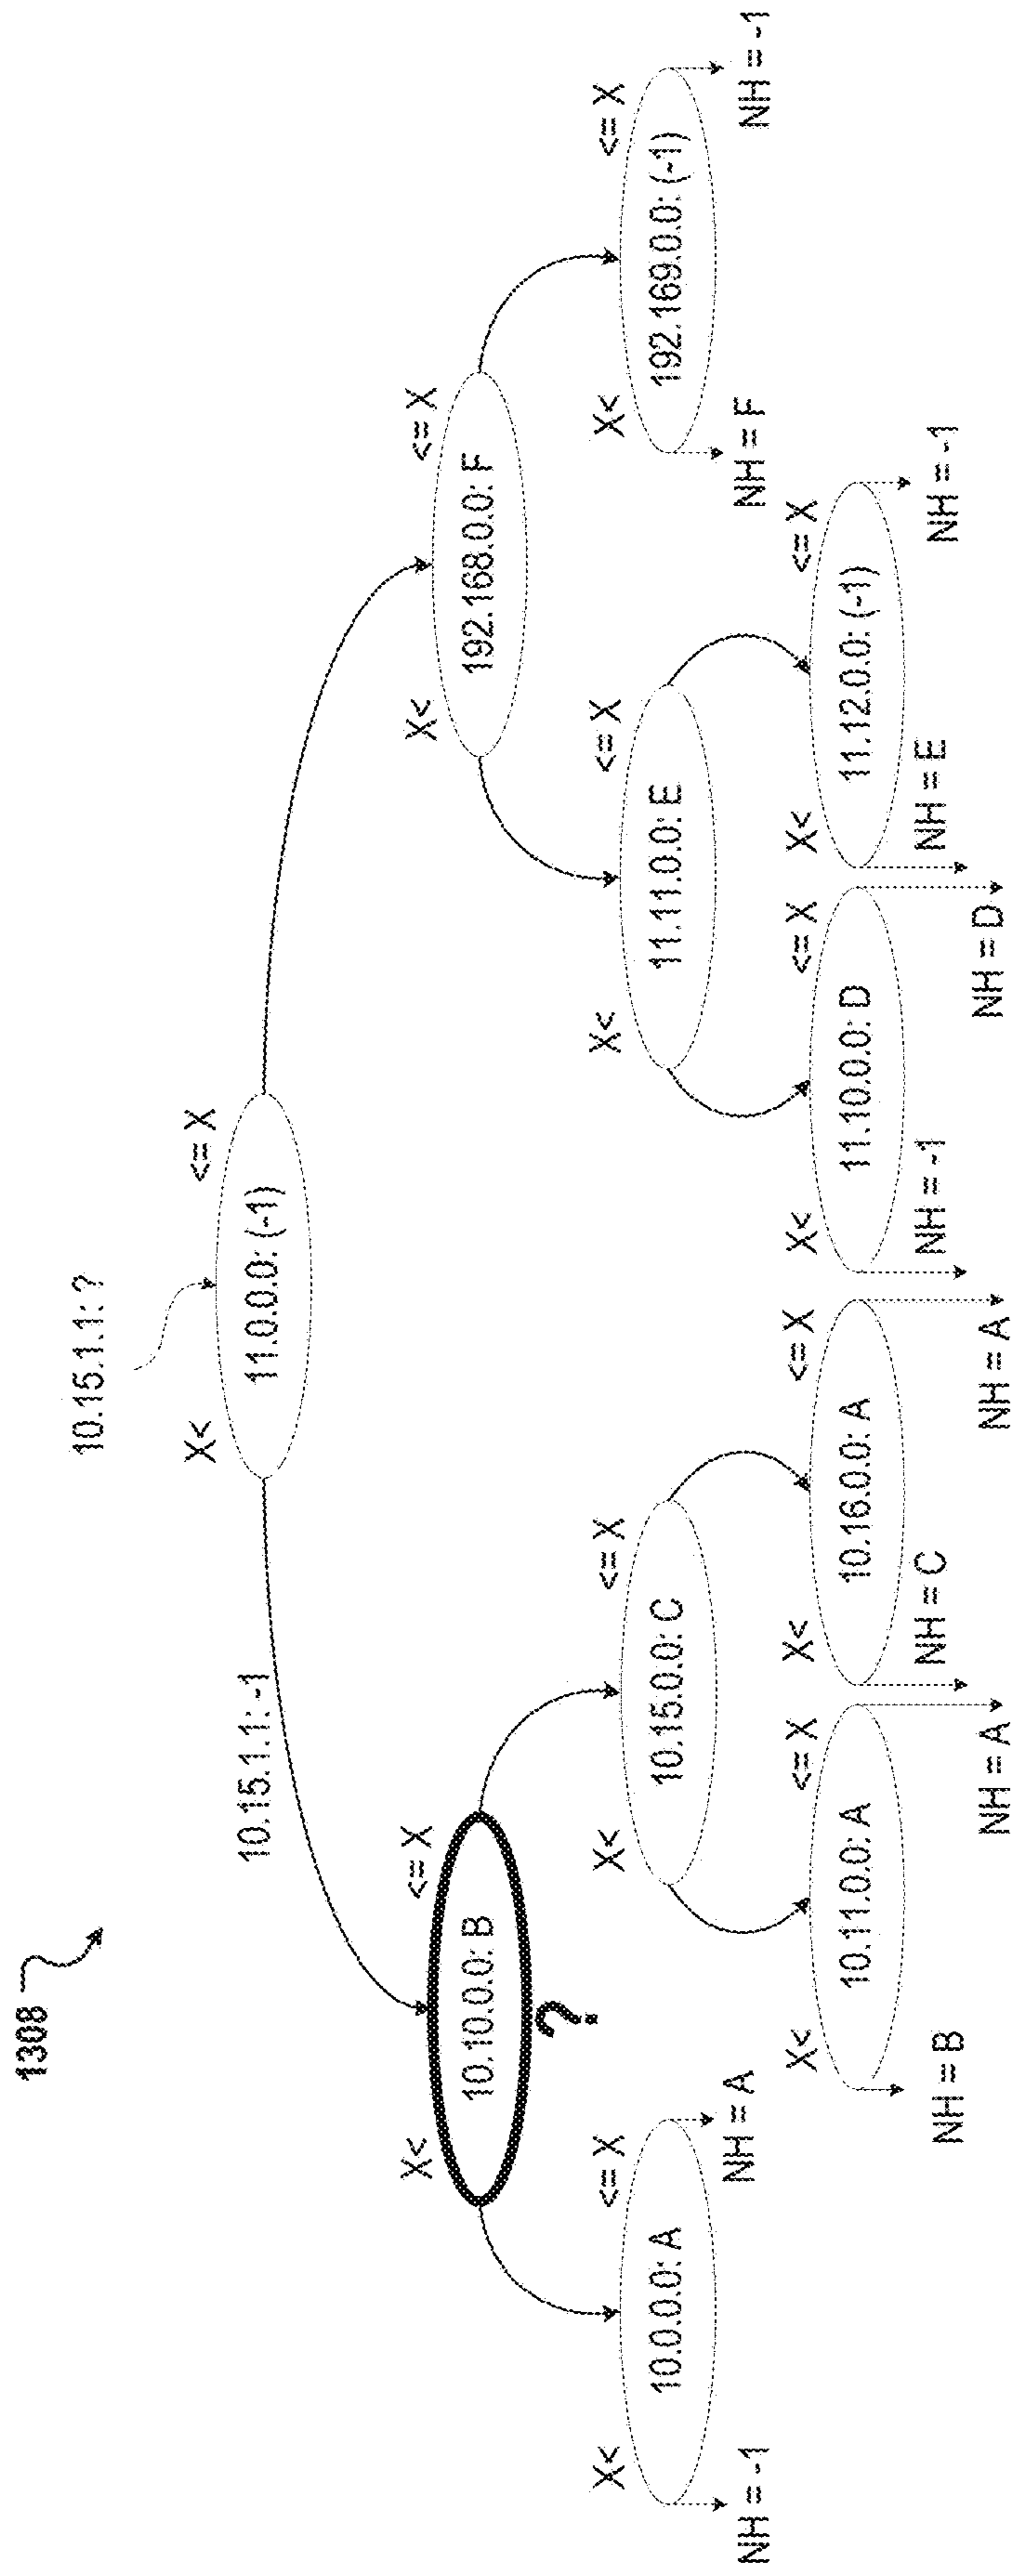 1308
10.15.1.1: ?
X<
<= X
11.0.0.0: (-1)
10.15.1.1: -1
X<
<= X
10.10.0.0: B
?
X<
<= X
192.168.0.0: F
X<
<= X
10.0.0.0: A
NH = -1
NH = A
X<
<= X
10.15.0.0: C
X<
<= X
11.11.0.0: E
X<
<= X
192.169.0.0: (-1)
NH = F
NH = -1
X<
<= X
10.11.0.0: A
NH = B
NH = A
X<
<= X
10.16.0.0: A
NH = C
NH = A
X<
<= X
11.10.0.0: D
NH = -1
NH = D
X<
<= X
11.12.0.0: (-1)
NH = E
NH = -1